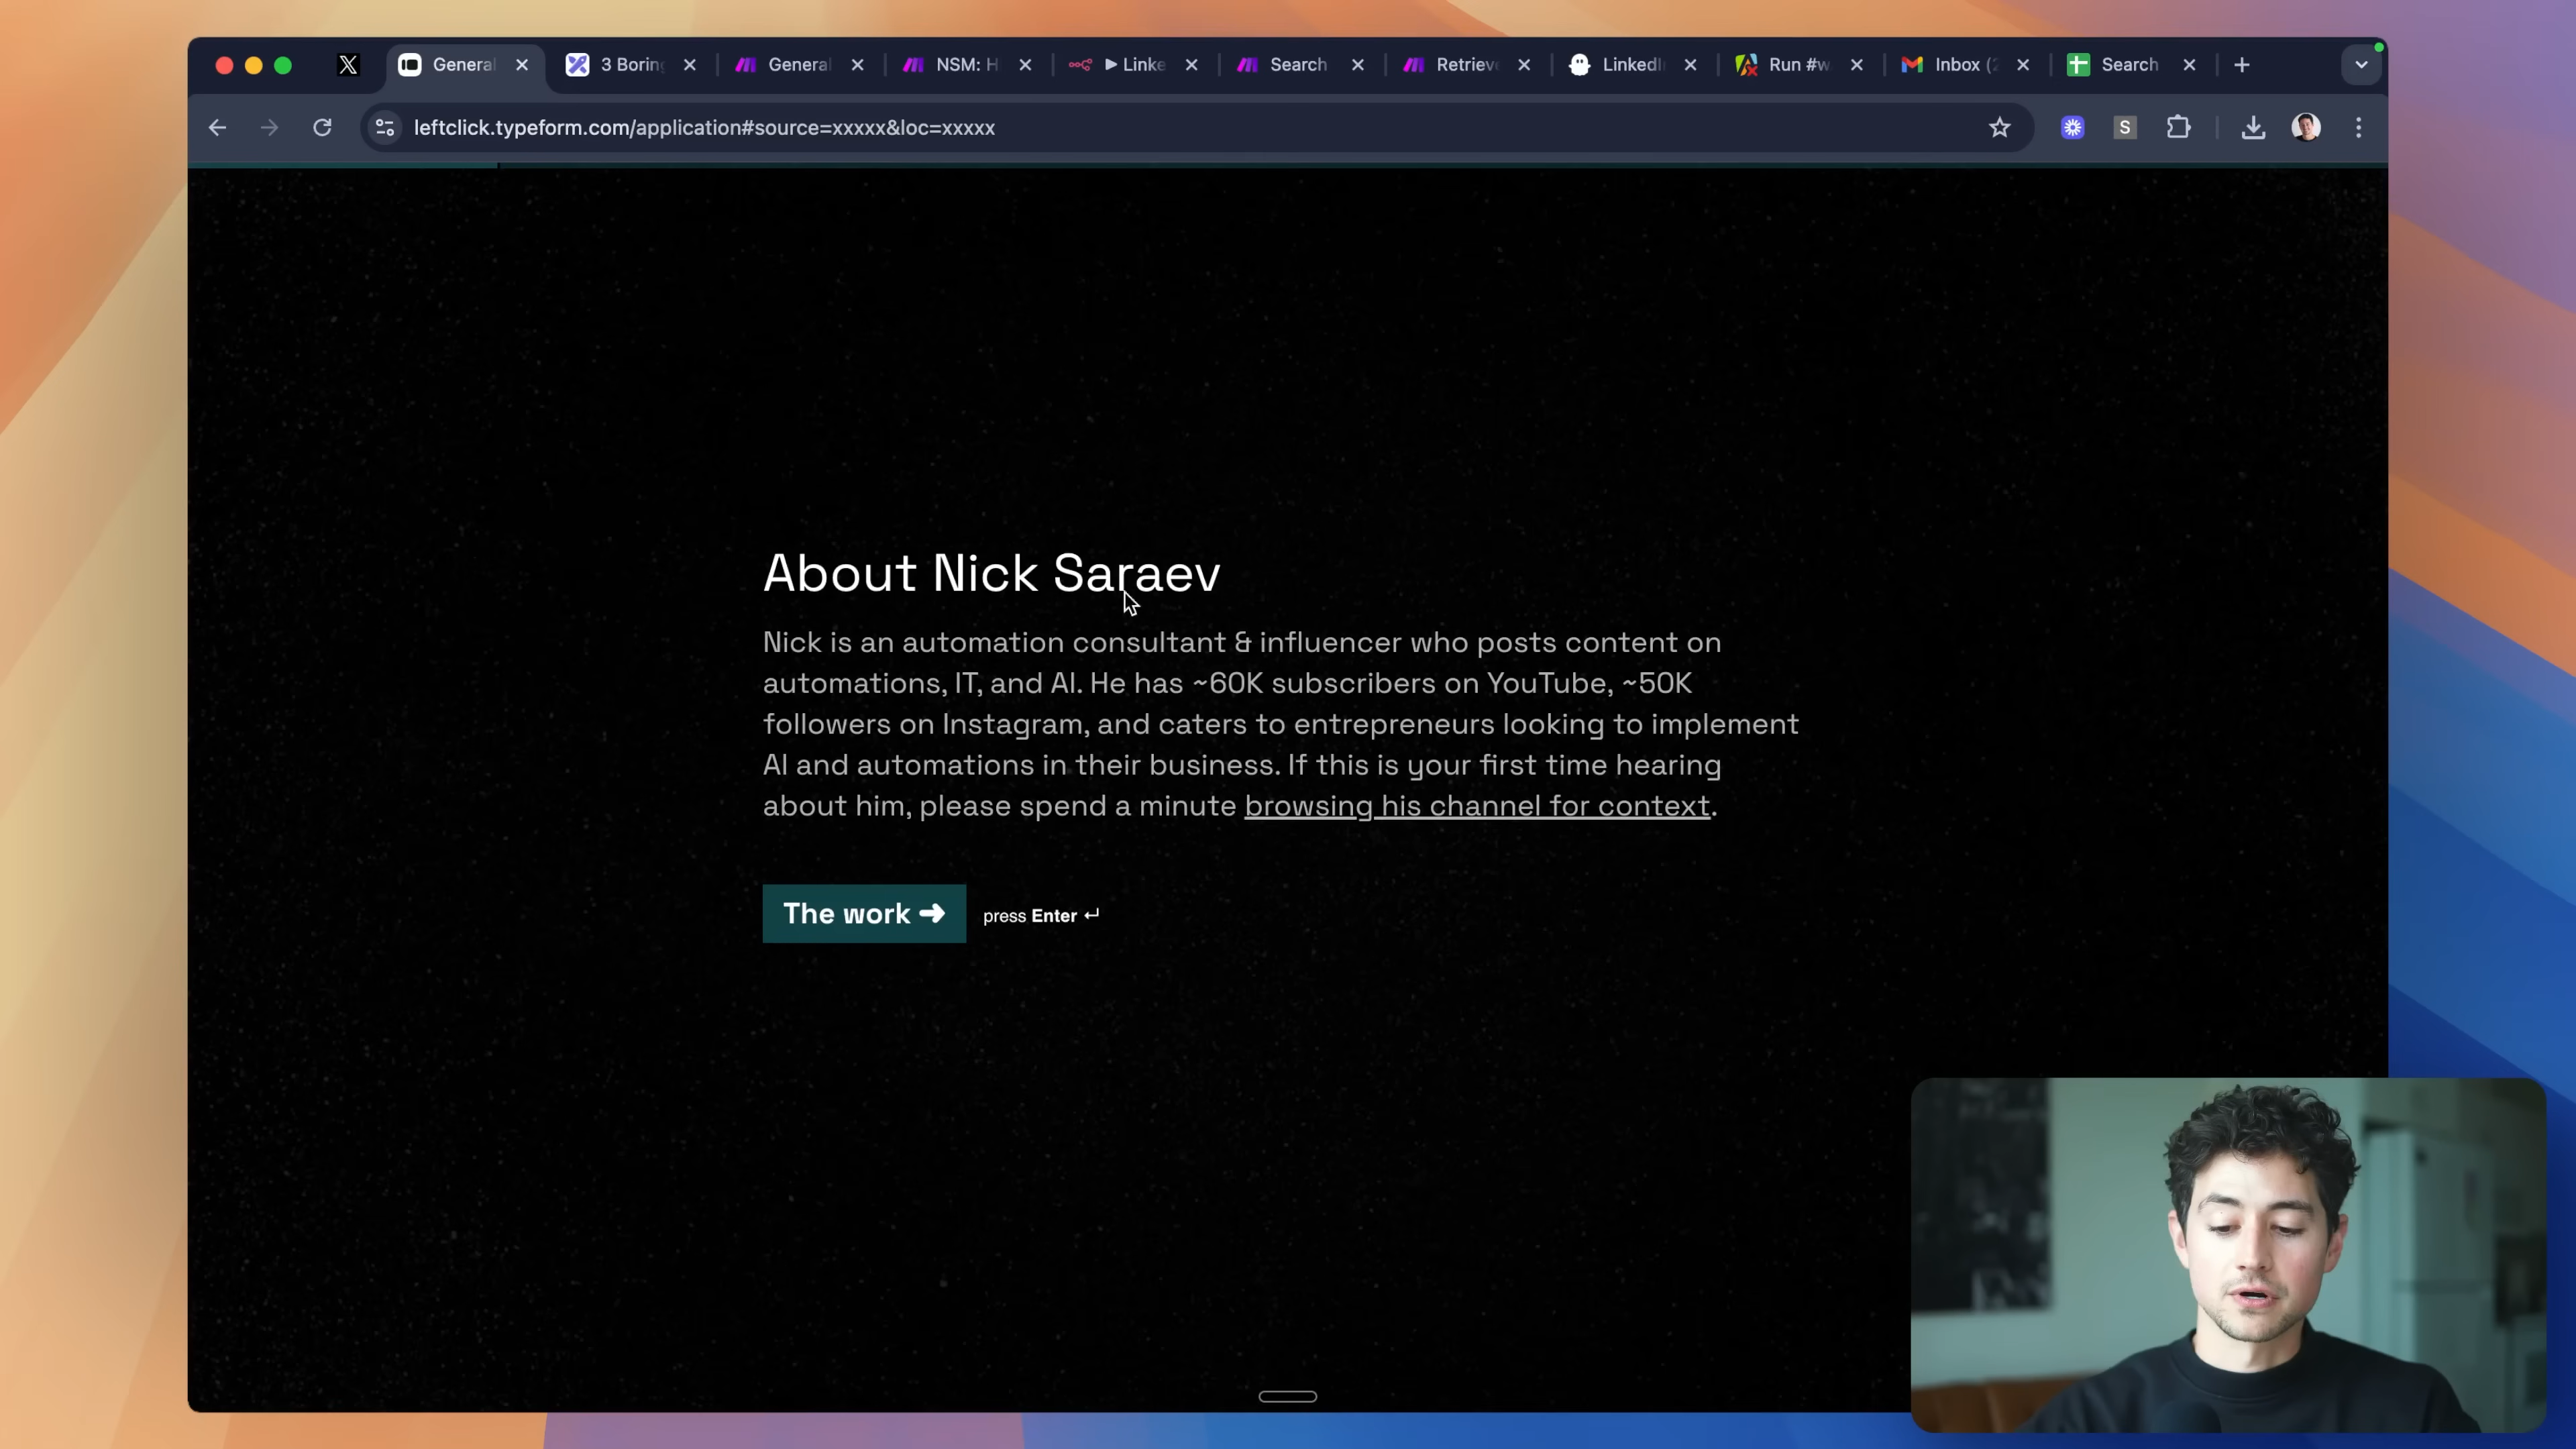 General
3 Boring
General
NSM: H
▶ Linke
Search
Retrieve
LinkedI
Run #w
Inbox (2
Search
leftclick.typeform.com/application#source=xxxxx&loc=xxxxx
S
About Nick Saraev
Nick is an automation consultant & influencer who posts content on
automations, IT, and AI. He has ~60K subscribers on YouTube, ~50K
followers on Instagram, and caters to entrepreneurs looking to implement
AI and automations in their business. If this is your first time hearing
about him, please spend a minute browsing his channel for context.
The work ➜ press Enter ↵